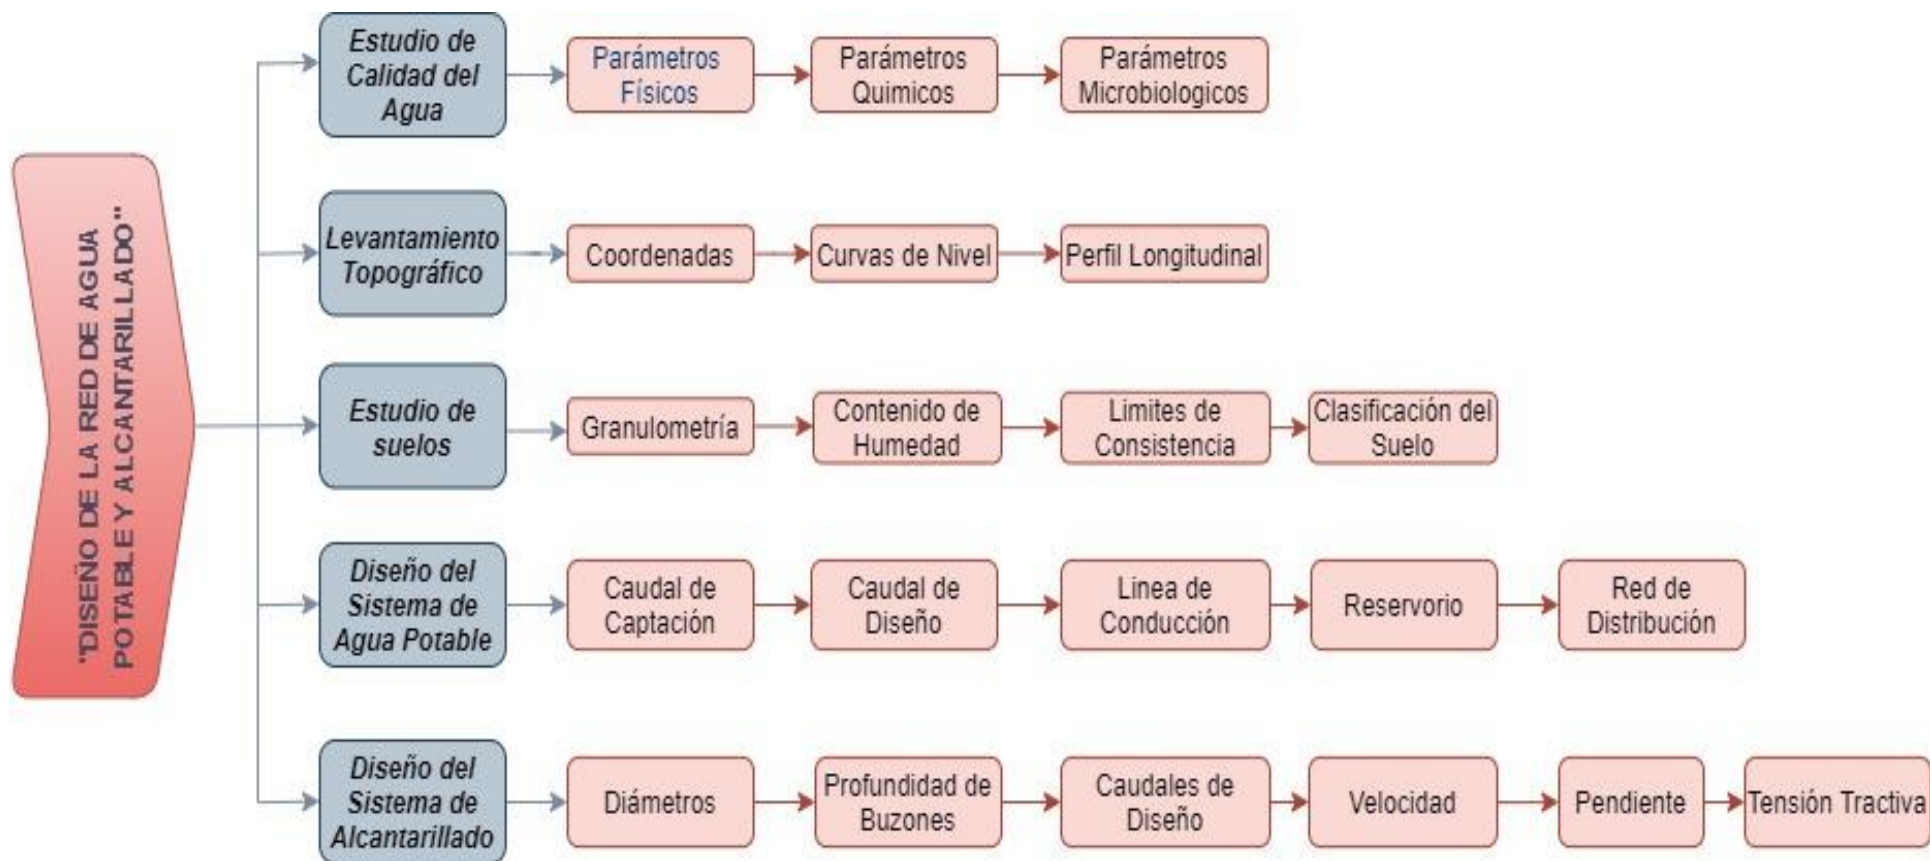 "DISEÑO DE LA RED DE AGUA
POTABLE Y ALCANTARILLADO"
Estudio de
Calidad del
Agua
Parámetros
Físicos
Parámetros
Quimicos
Parámetros
Microbiologicos
Levantamiento
Topográfico
Coordenadas
Curvas de Nivel
Perfil Longitudinal
Estudio de
suelos
Granulometría
Contenido de
Humedad
Limites de
Consistencia
Clasificación del
Suelo
Diseño del
Sistema de
Agua Potable
Caudal de
Captación
Caudal de
Diseño
Linea de
Conducción
Reservorio
Red de
Distribución
Diseño del
Sistema de
Alcantarillado
Diámetros
Profundidad de
Buzones
Caudales de
Diseño
Velocidad
Pendiente
Tensión Tractiva